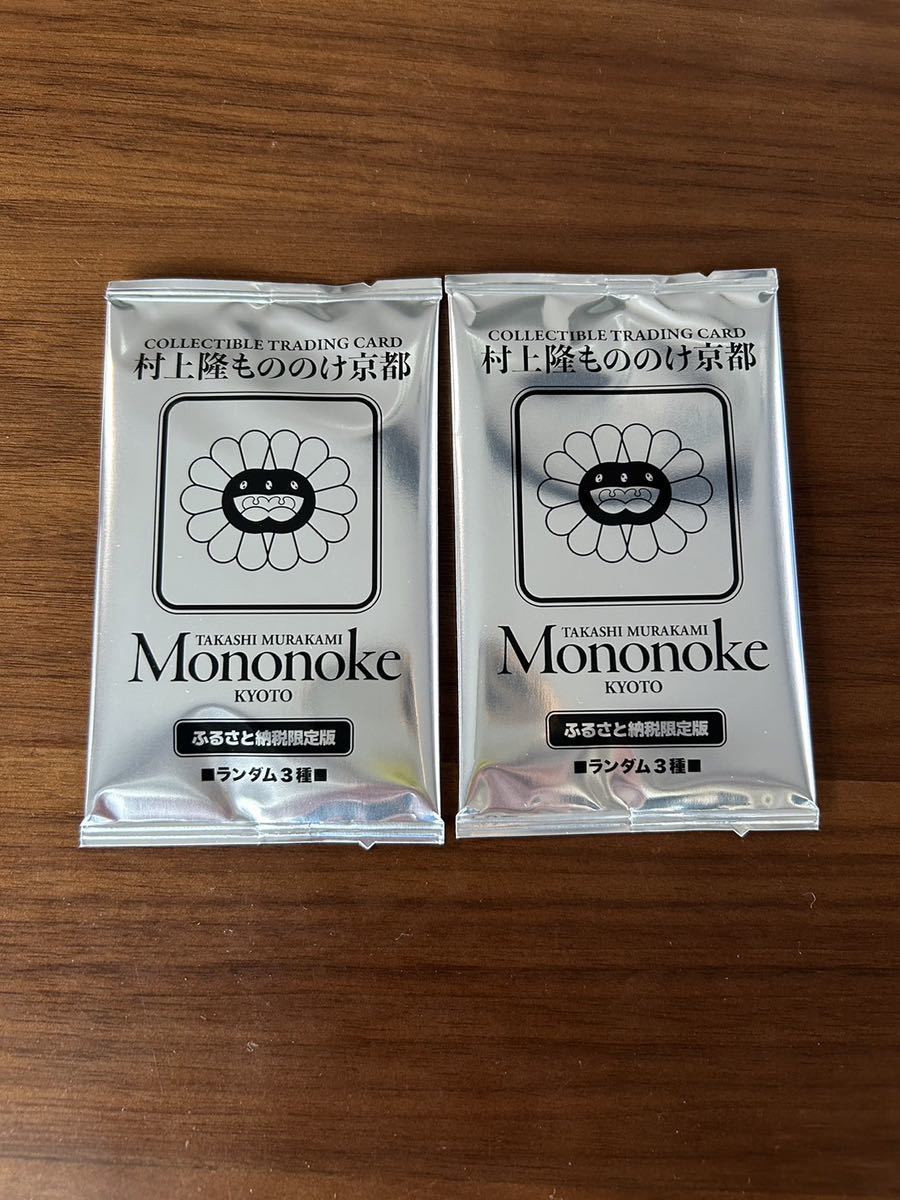 COLLECTIBLE TRADING CARD
村上隆もののけ京都
TAKASHI MURAKAMI
Mononoke
KYOTO
ふるさと納税限定版
■ランダム3種■
COLLECTIBLE TRADING CARD
村上隆もののけ京都
TAKASHI MURAKAMI
Mononoke
KYOTO
ふるさと納税限定版
■ランダム3種■